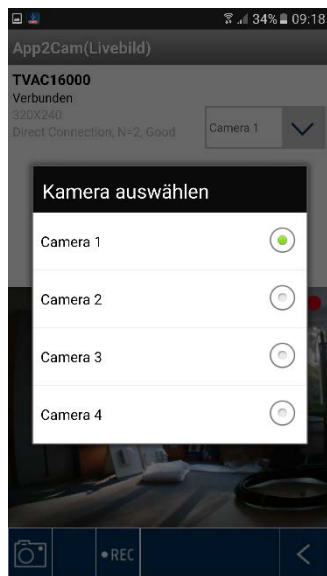 34% 09:18
App2Cam(Livebild)
TVAC16000
Verbunden
320X240
Direct Connection, N=2, Good
Camera 1
Kamera auswählen
Camera 1
Camera 2
Camera 3
Camera 4
REC